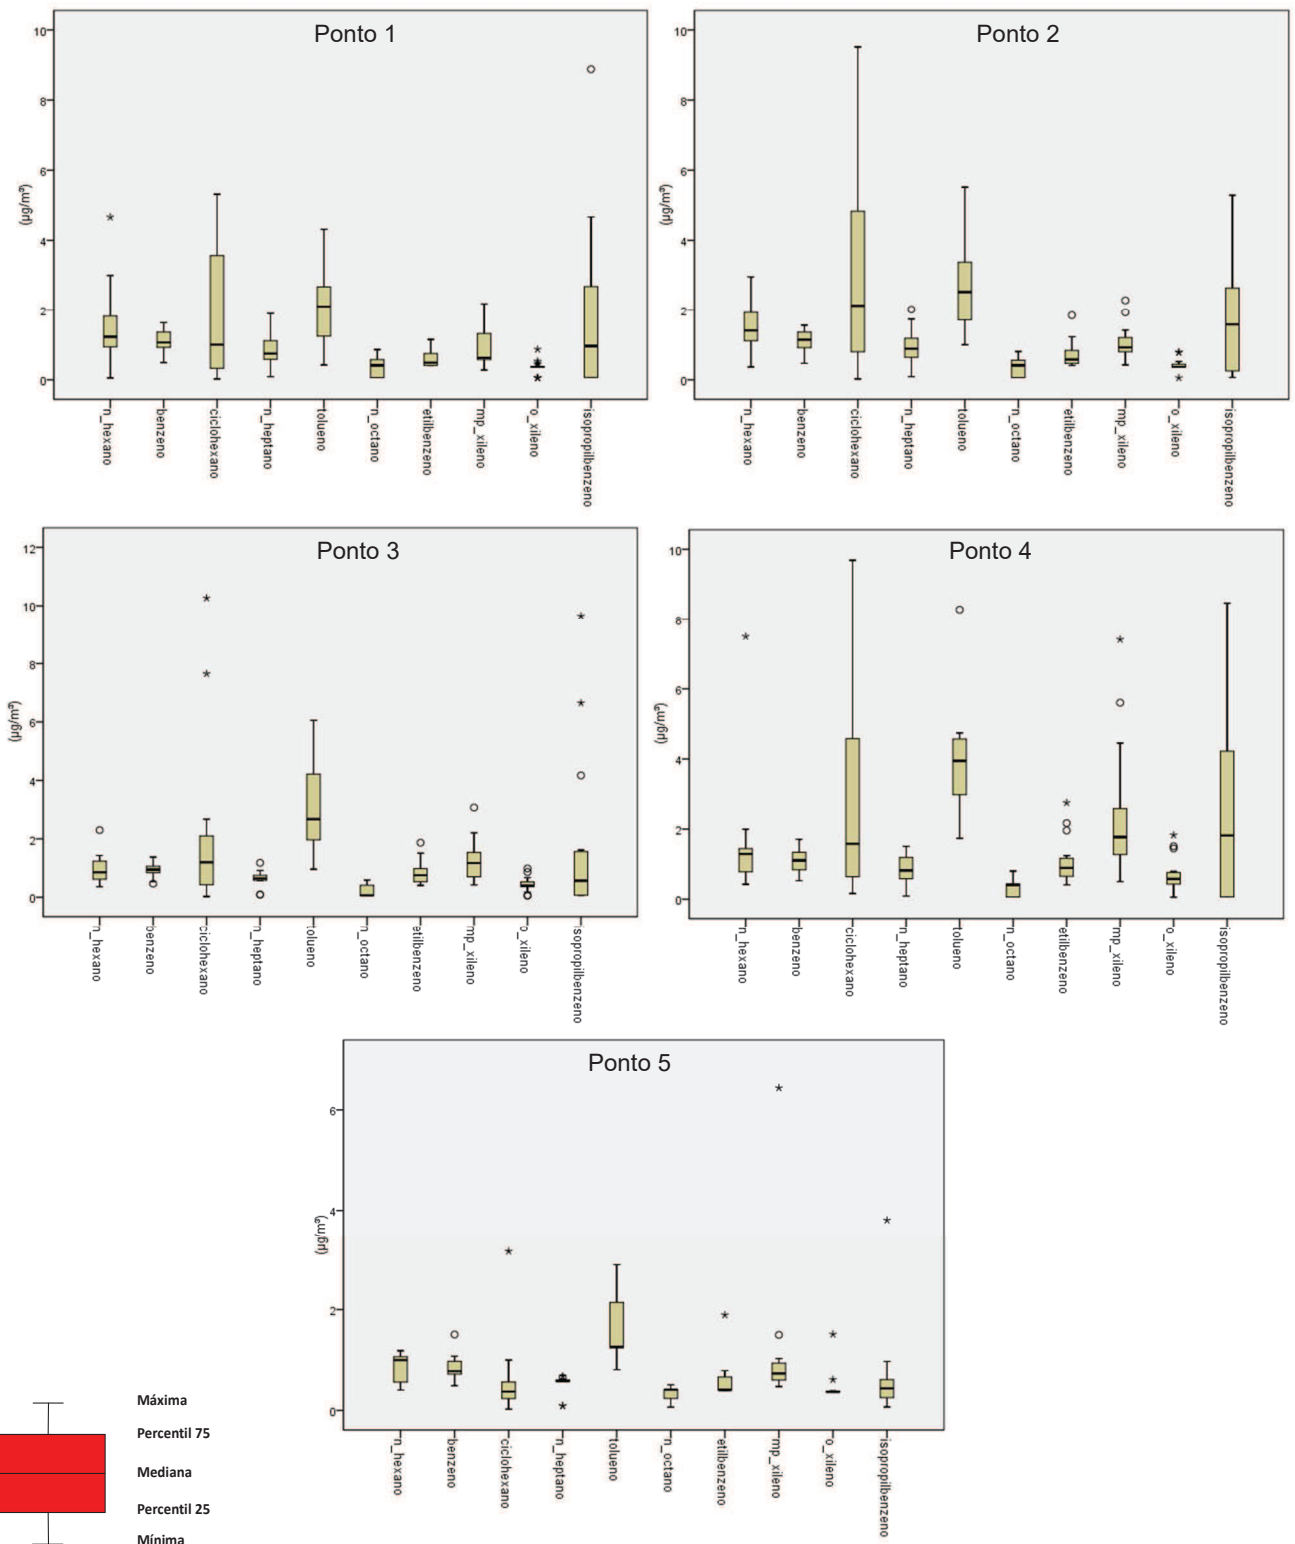 Ponto 1
10
8
6
4
2
0
(µg/m³)
n_hexano
benzeno
ciclohexano
n_heptano
tolueno
n_octano
etilbenzeno
mp_xileno
o_xileno
isopropilbenzeno
Ponto 2
10
8
6
4
2
0
(µg/m³)
n_hexano
benzeno
ciclohexano
n_heptano
tolueno
n_octano
etilbenzeno
mp_xileno
o_xileno
isopropilbenzeno
Ponto 3
12
10
8
6
4
2
0
(µg/m³)
n_hexano
benzeno
ciclohexano
n_heptano
tolueno
n_octano
etilbenzeno
mp_xileno
o_xileno
isopropilbenzeno
Ponto 4
10
8
6
4
2
0
(µg/m³)
n_hexano
benzeno
ciclohexano
n_heptano
tolueno
n_octano
etilbenzeno
mp_xileno
o_xileno
isopropilbenzeno
Ponto 5
6
4
2
0
(µg/m³)
n_hexano
benzeno
ciclohexano
n_heptano
tolueno
n_octano
etilbenzeno
mp_xileno
o_xileno
isopropilbenzeno
Máxima
Percentil 75
Mediana
Percentil 25
Mínima